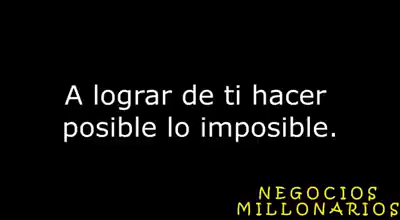 A lograr de ti hacer
posible lo imposible.
NEGOCIOS
MILLONARIOS